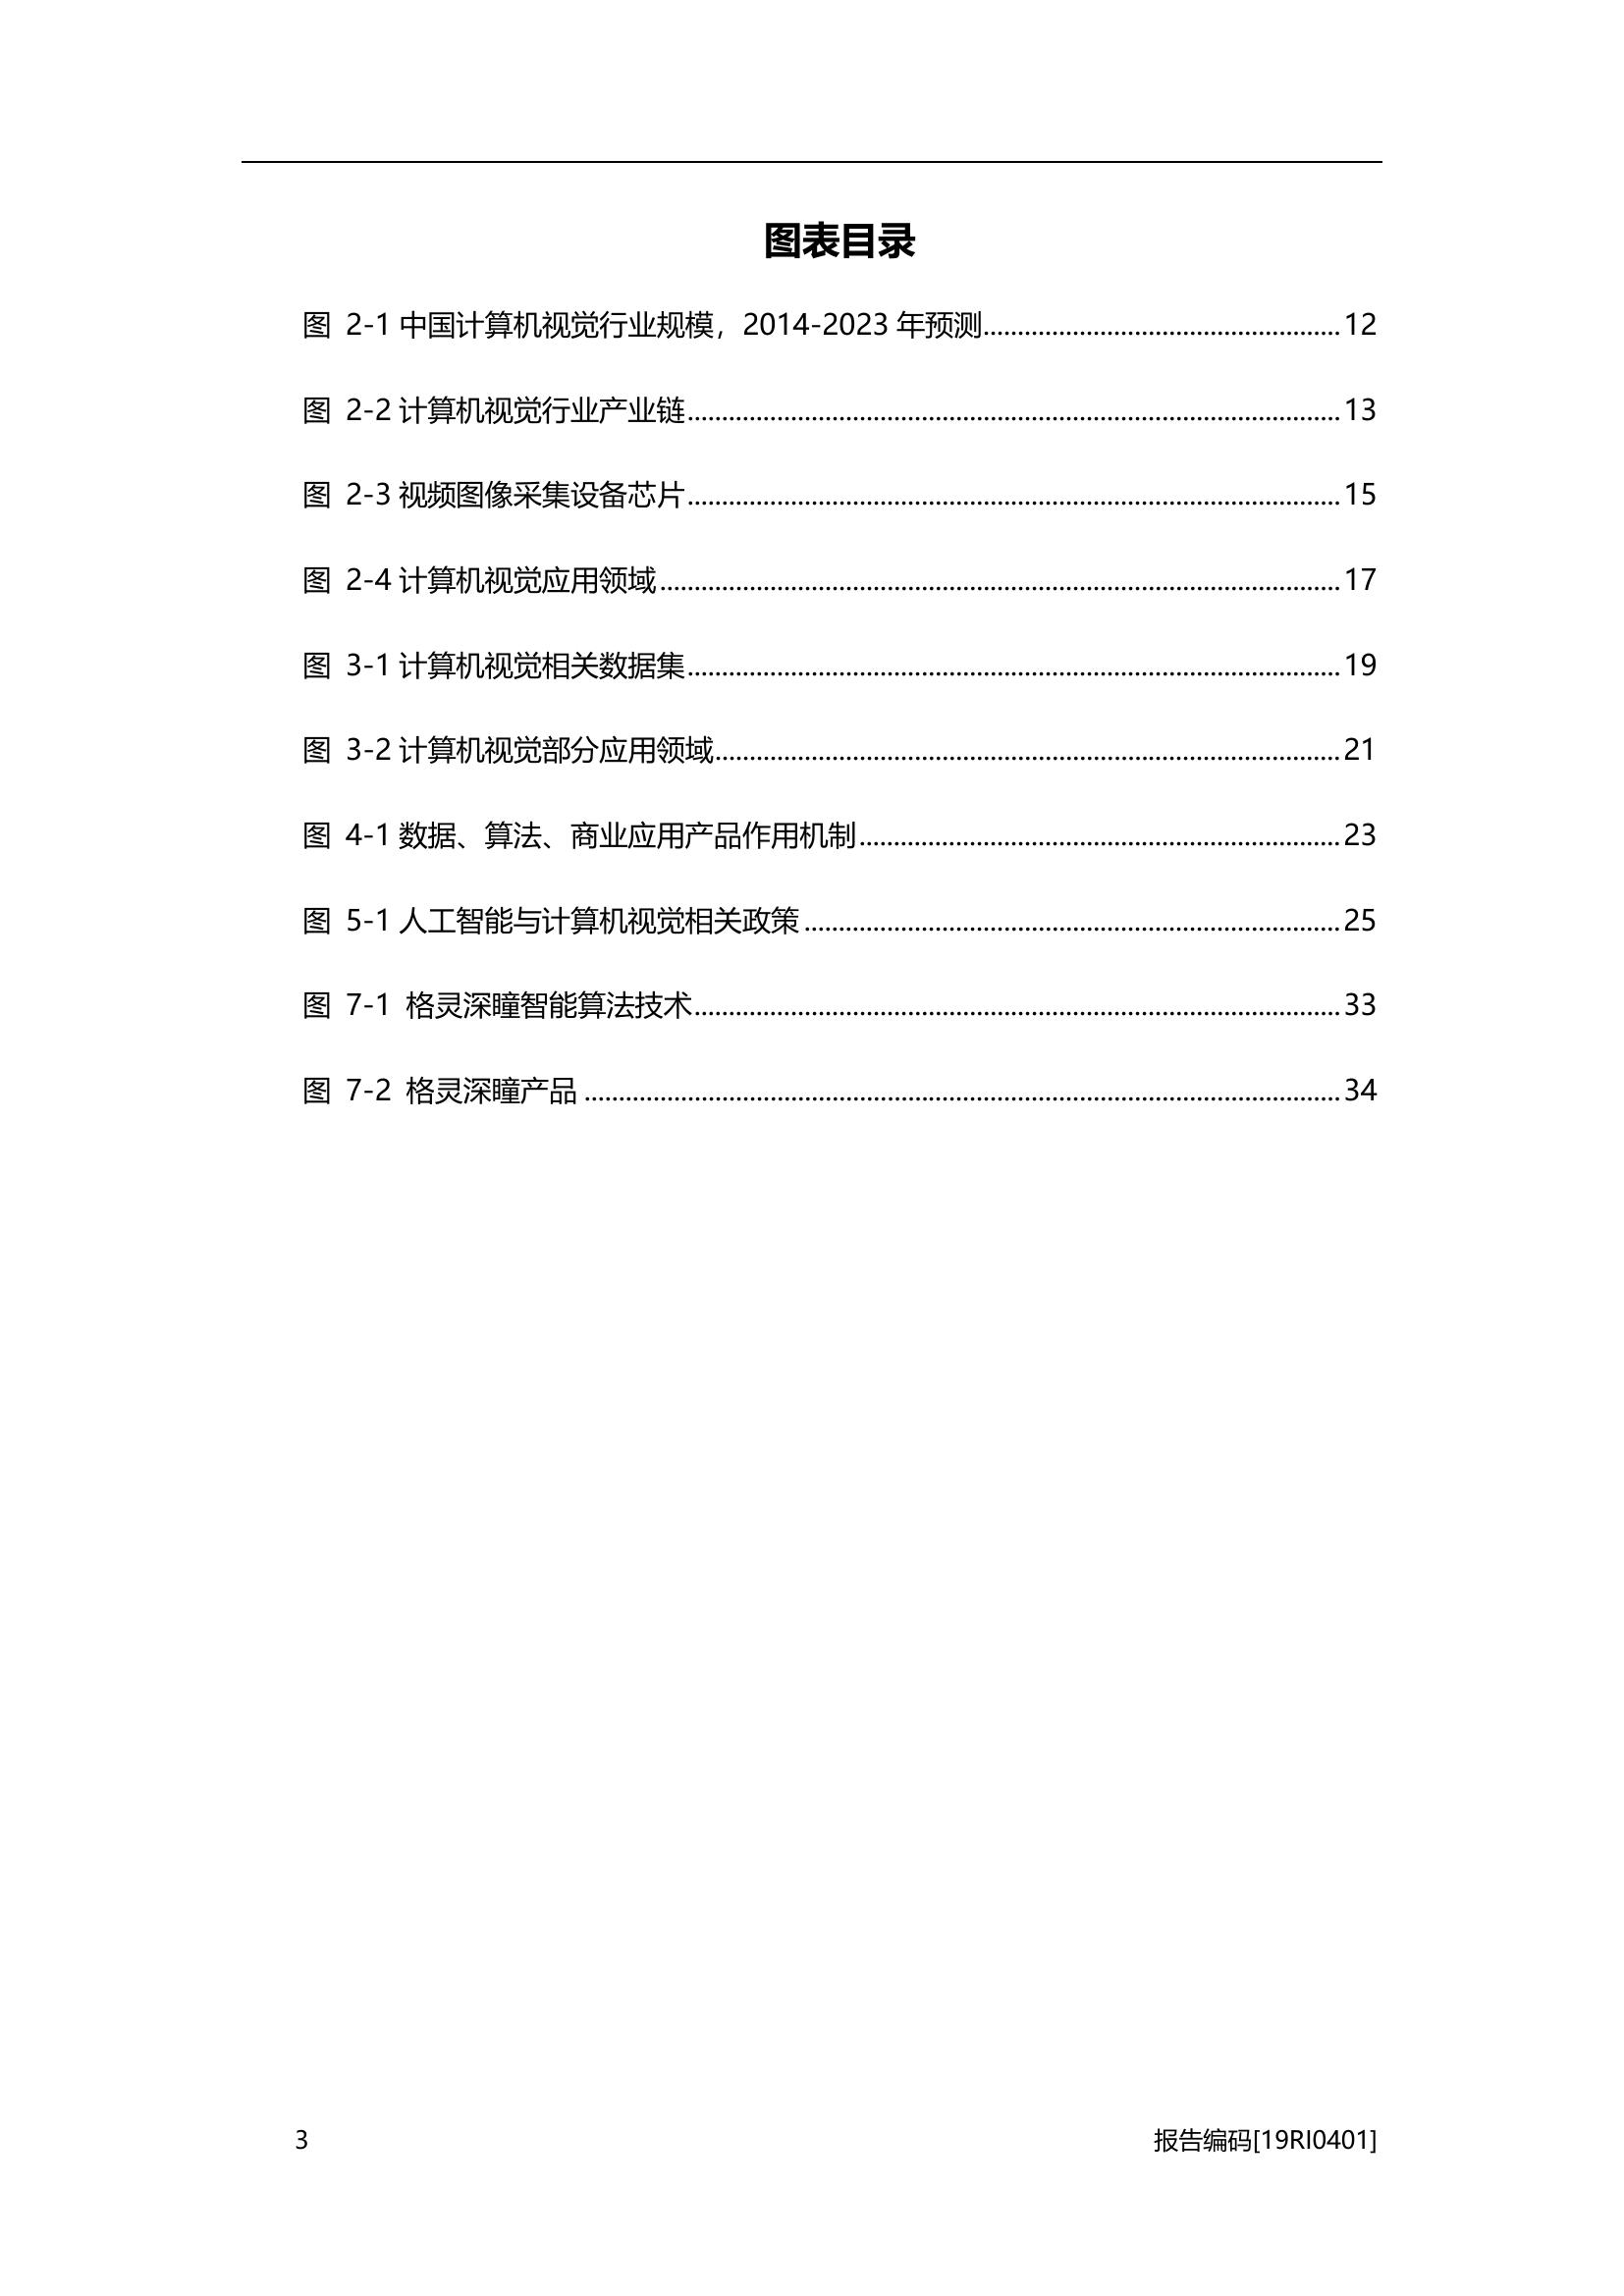 图表目录
图 2-1 中国计算机视觉行业规模，2014-2023 年预测........................................12
图 2-2 计算机视觉行业产业链........................................13
图 2-3 视频图像采集设备芯片........................................15
图 2-4 计算机视觉应用领域........................................17
图 3-1 计算机视觉相关数据集........................................19
图 3-2 计算机视觉部分应用领域........................................21
图 4-1 数据、算法、商业应用产品作用机制........................................23
图 5-1 人工智能与计算机视觉相关政策........................................25
图 7-1 格灵深瞳智能算法技术........................................33
图 7-2 格灵深瞳产品........................................34
3 报告编码[19RI0401]